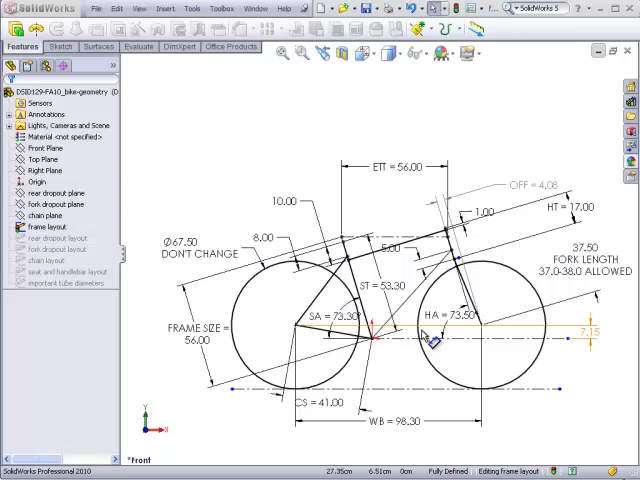 SolidWorks
File Edit View Insert Tools SolidWorks Window Help
SolidWorks S
Features Sketch Surfaces Evaluate DimXpert Office Products
DSID129-FA10_bike-geometry (D
Sensors
Annotations
Lights, Cameras and Scene
Material <not specified>
Front Plane
Top Plane
Right Plane
Origin
rear dropout plane
fork dropout plane
chain plane
frame layout
rear dropout layout
fork dropout layout
chain layout
seat and handlebar layout
important tube diameters
ETT = 56.00
OFF = 4.08
10.00
1.00
HT = 17.00
8.00
5.00
Ø67.50
DON'T CHANGE
37.50
FORK LENGTH
37.0-38.0 ALLOWED
ST = 53.30
SA = 73.30°
HA = 73.50°
FRAME SIZE =
56.00
7.15
CS = 41.00
WB = 98.30
Y
X
*Front
SolidWorks Premium 2010
27.35cm 6.51cm 0cm Fully Defined Editing frame layout